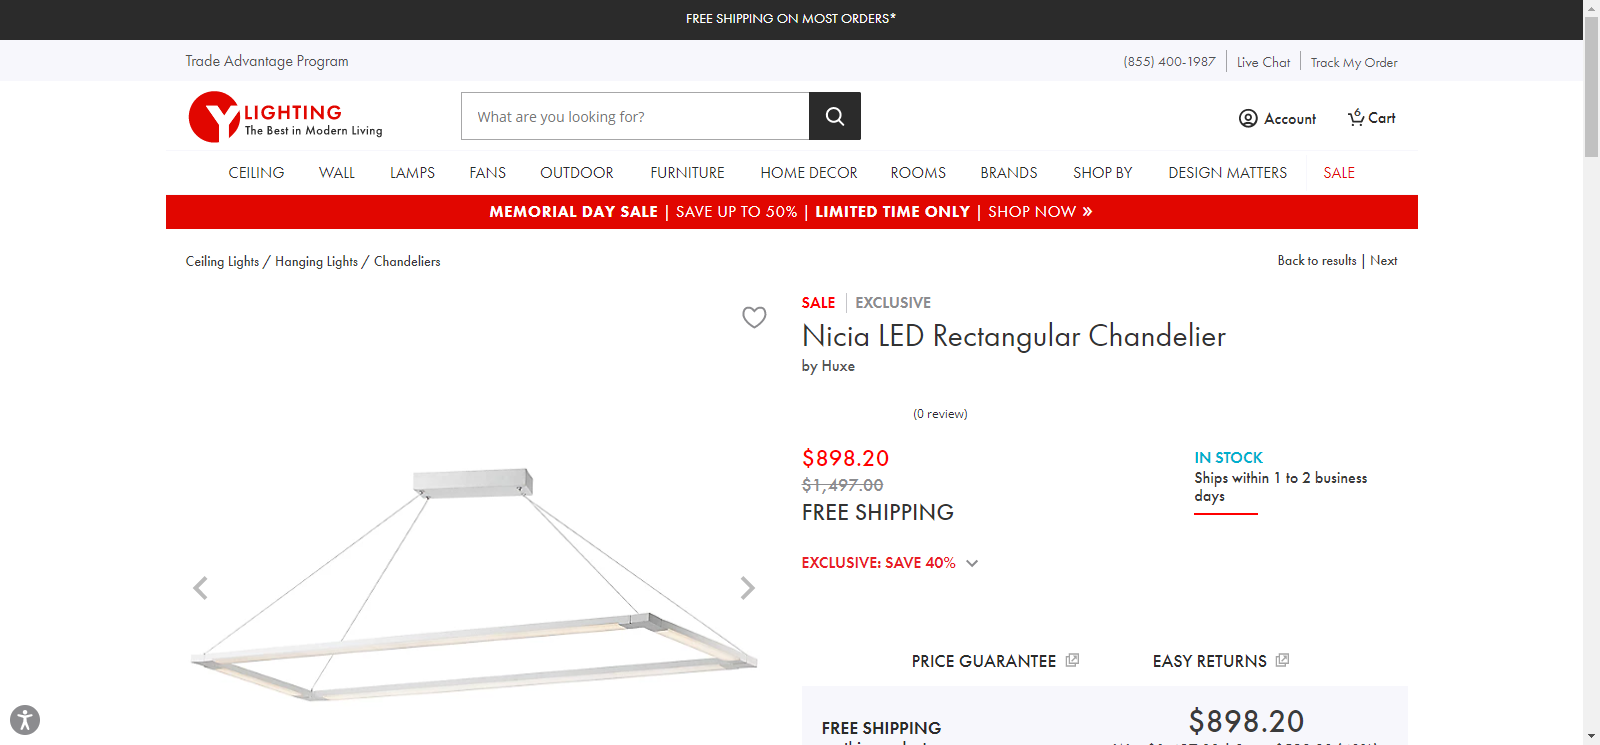 FREE SHIPPING ON MOST ORDERS*
Trade Advantage Program
(855) 400-1987
Live Chat
Track My Order
Y LIGHTING
The Best in Modern Living
What are you looking for?
Account
6
Cart
CEILING
WALL
LAMPS
FANS
OUTDOOR
FURNITURE
HOME DECOR
ROOMS
BRANDS
SHOP BY
DESIGN MATTERS
SALE
MEMORIAL DAY SALE | SAVE UP TO 50% | LIMITED TIME ONLY | SHOP NOW »
Ceiling Lights / Hanging Lights / Chandeliers
Back to results | Next
SALE
EXCLUSIVE
Nicia LED Rectangular Chandelier
by Huxe
(0 review)
$898.20
$1,497.00
FREE SHIPPING
IN STOCK
Ships within 1 to 2 business
days
EXCLUSIVE: SAVE 40%
PRICE GUARANTEE
EASY RETURNS
FREE SHIPPING
$898.20